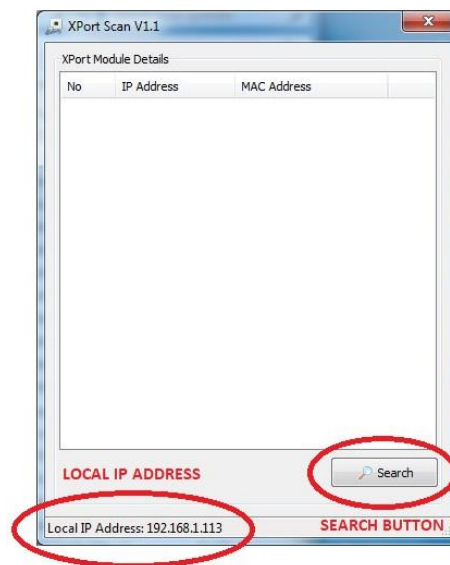 XPort Scan V1.1
XPort Module Details
No IP Address MAC Address
LOCAL IP ADDRESS
Search
Local IP Address: 192.168.1.113
SEARCH BUTTON